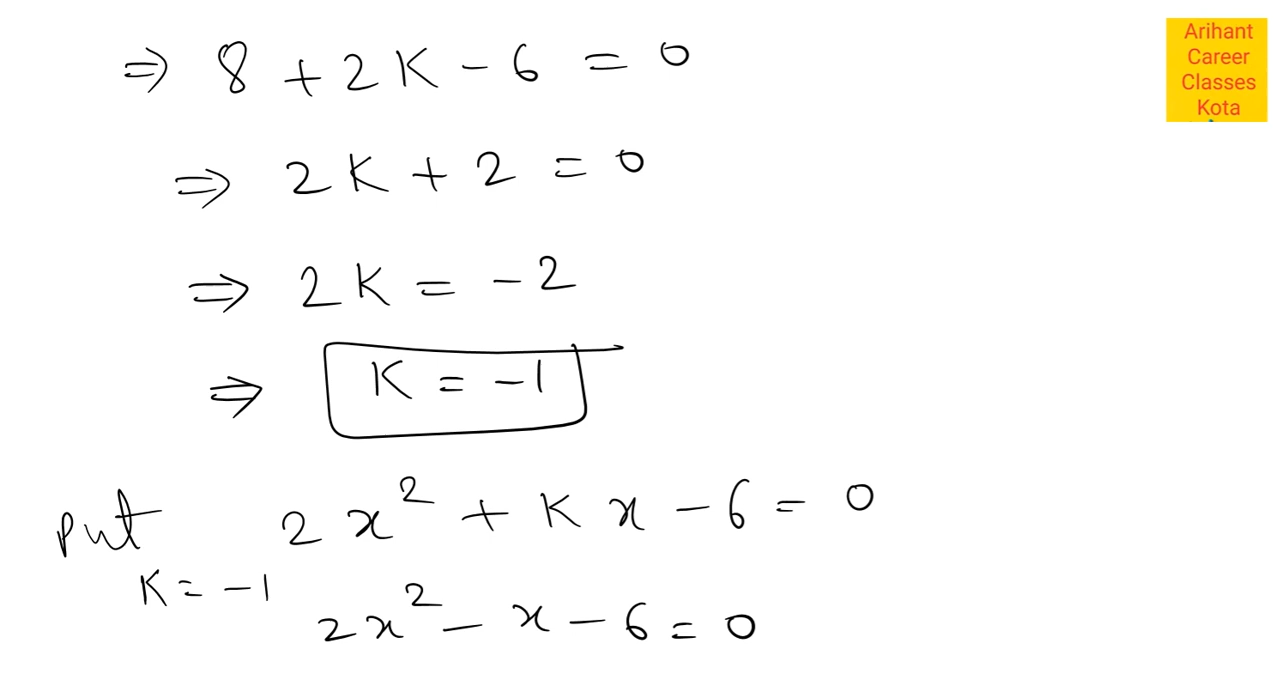 ⇒ 8 + 2K - 6 = 0
Arihant
Career
Classes
Kota
⇒ 2K + 2 = 0
⇒ 2K = -2
⇒ K = -1
Put 2x² + Kx - 6 = 0
K = -1
2x² - x - 6 = 0